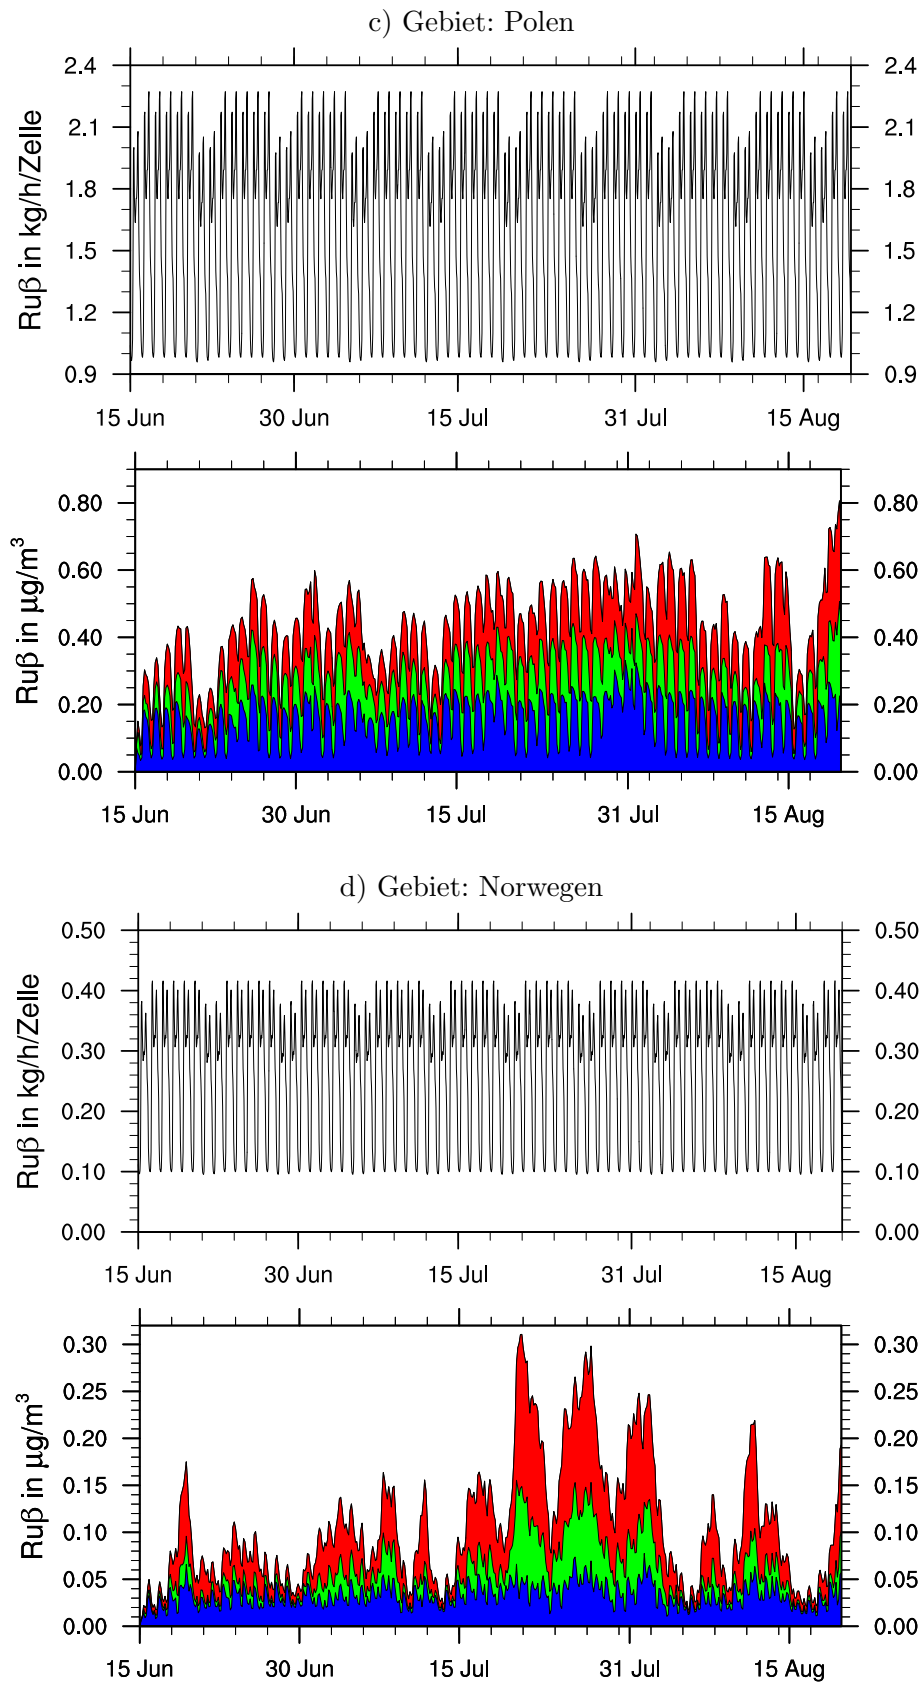 c) Gebiet: Polen
2.4 2.4
2.1 2.1
1.8 1.8
1.5 1.5
1.2 1.2
0.9 0.9
Ruβ in kg/h/Zelle
15 Jun 30 Jun 15 Jul 31 Jul 15 Aug
0.80 0.80
0.60 0.60
0.40 0.40
0.20 0.20
0.00 0.00
Ruβ in μg/m³
15 Jun 30 Jun 15 Jul 31 Jul 15 Aug
d) Gebiet: Norwegen
0.50 0.50
0.40 0.40
0.30 0.30
0.20 0.20
0.10 0.10
0.00 0.00
Ruβ in kg/h/Zelle
15 Jun 30 Jun 15 Jul 31 Jul 15 Aug
0.30 0.30
0.25 0.25
0.20 0.20
0.15 0.15
0.10 0.10
0.05 0.05
0.00 0.00
Ruβ in μg/m³
15 Jun 30 Jun 15 Jul 31 Jul 15 Aug